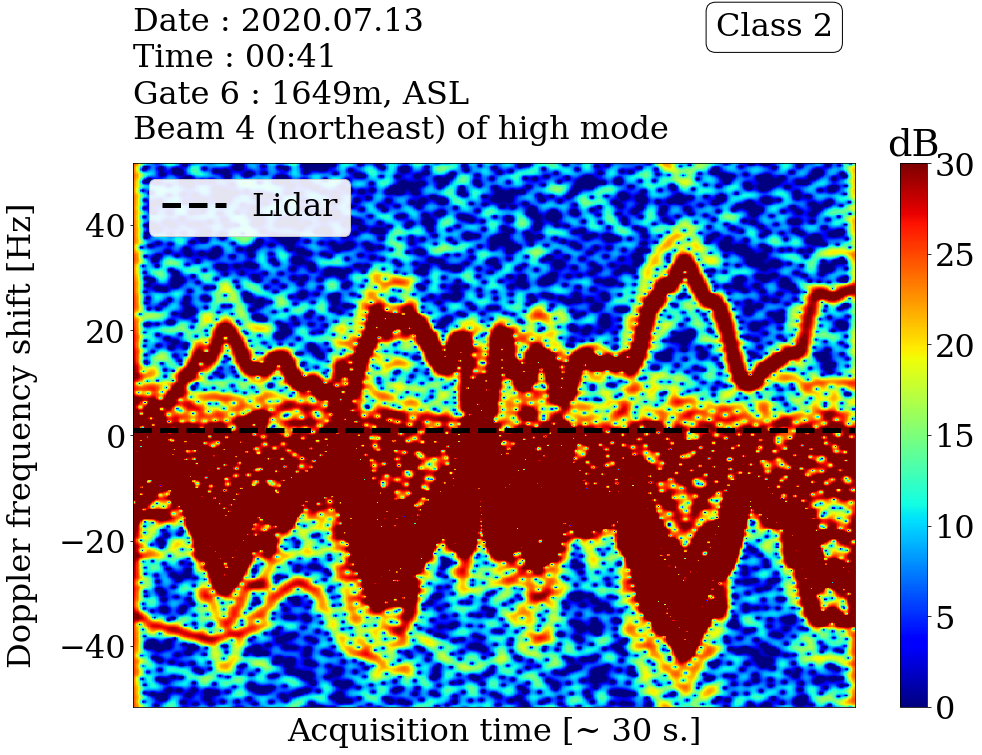 Date : 2020.07.13
Time : 00:41
Gate 6 : 1649m, ASL
Beam 4 (northeast) of high mode
Class 2
dB
Lidar
Doppler frequency shift [Hz]
40
20
0
−20
−40
Acquisition time [~ 30 s.]
30
25
20
15
10
5
0